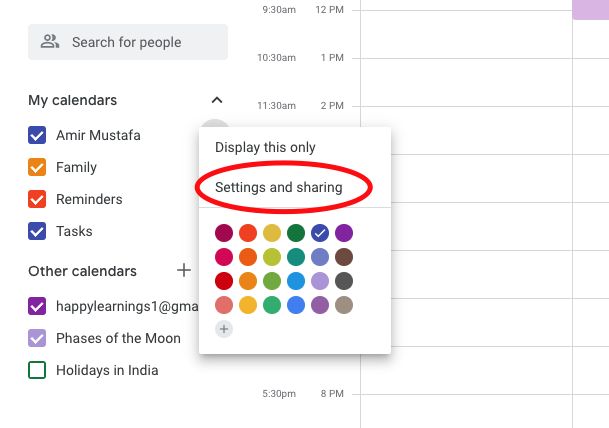 9:30am 12 PM
Search for people
10:30am 1 PM
My calendars
11:30am 2 PM
Amir Mustafa
Display this only
Family
Settings and sharing
Reminders
Tasks
Other calendars
happylearnings1@gma
Phases of the Moon
Holidays in India
5:30pm 8 PM